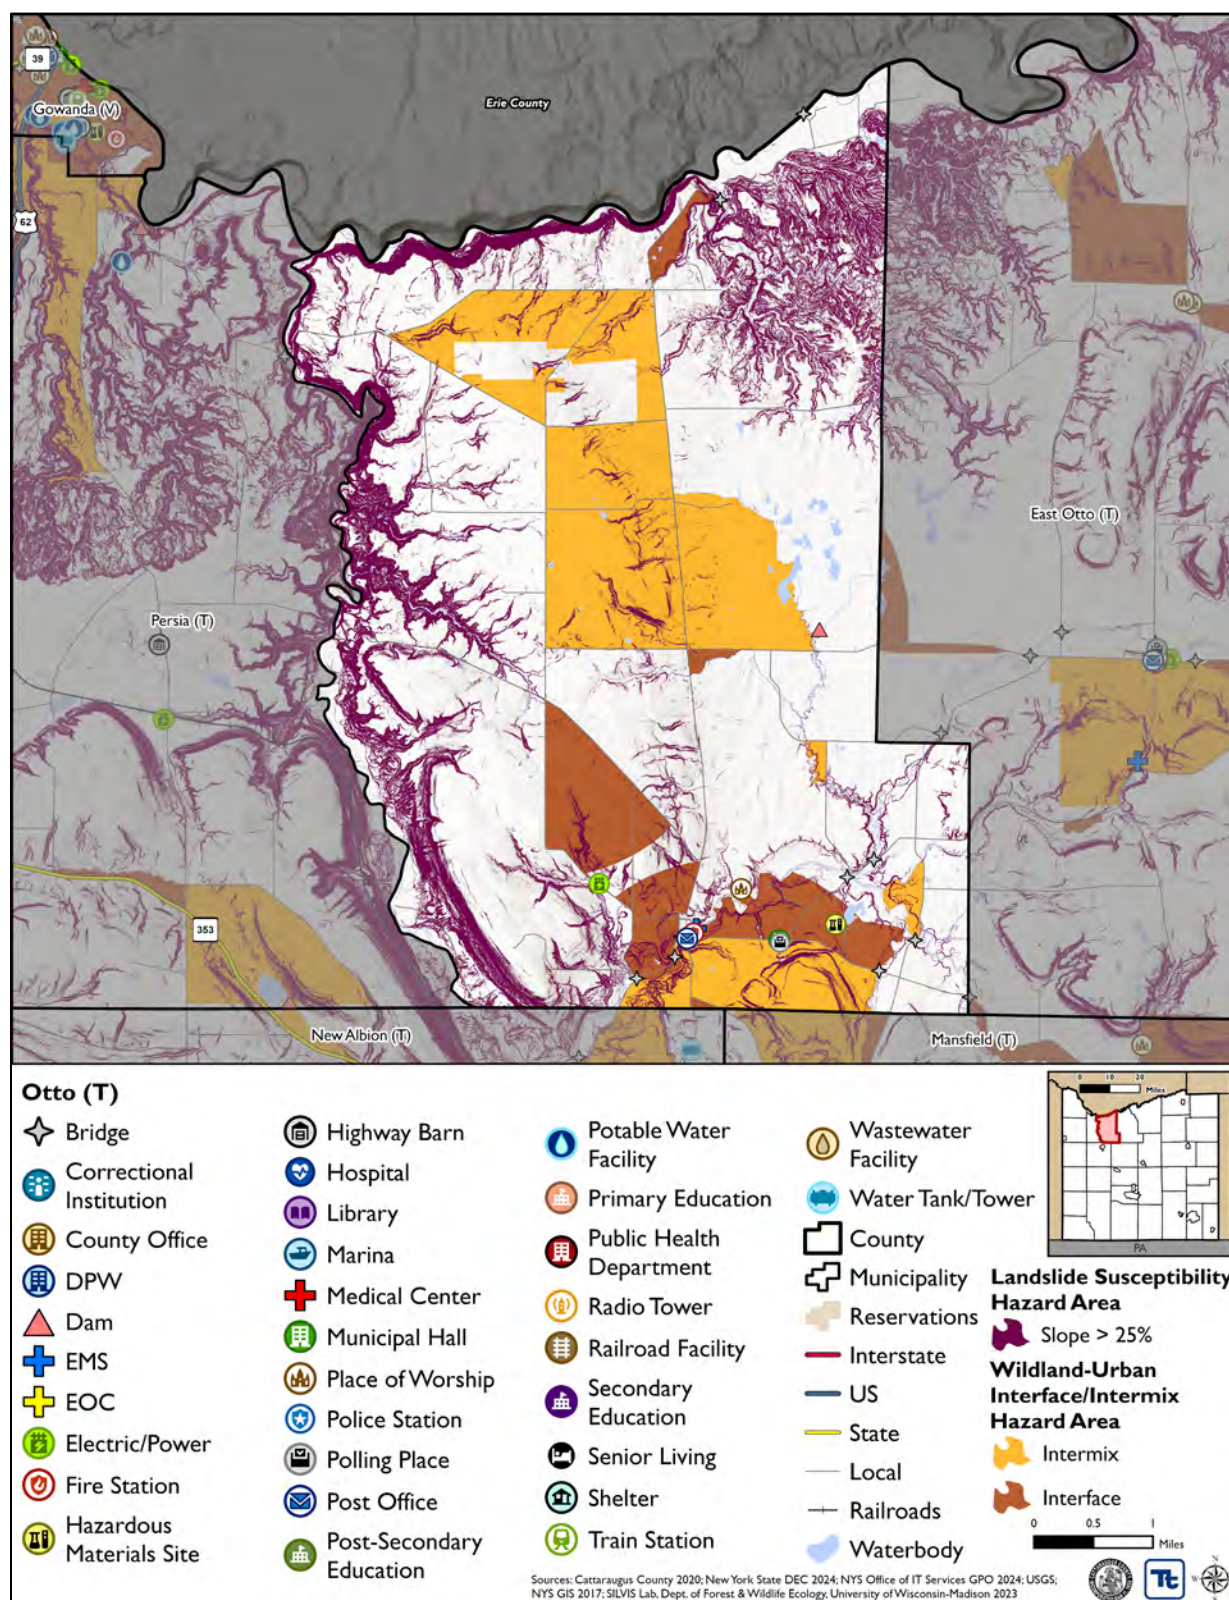 39
Gowanda (V)
Erie County
62
East Otto (T)
Persia (T)
353
New Albion (T)
Mansfield (T)
Otto (T)
Bridge
Correctional
Institution
County Office
DPW
Dam
EMS
EOC
Electric/Power
Fire Station
Hazardous
Materials Site
Highway Barn
Hospital
Library
Marina
Medical Center
Municipal Hall
Place of Worship
Police Station
Polling Place
Post Office
Post-Secondary
Education
Potable Water
Facility
Primary Education
Public Health
Department
Radio Tower
Railroad Facility
Secondary
Education
Senior Living
Shelter
Train Station
Wastewater
Facility
Water Tank/Tower
County
Municipality
Reservations
Interstate
US
State
Local
Railroads
Waterbody
0 10 20
Miles
PA
Landslide Susceptibility
Hazard Area
Slope > 25%
Wildland-Urban
Interface/Intermix
Hazard Area
Intermix
Interface
0 0.5 1
Miles
Sources: Cattaraugus County 2020; New York State DEC 2024; NYS Office of IT Services GPO 2024; USGS;
NYS GIS 2017; SILVIS Lab, Dept. of Forest & Wildlife Ecology, University of Wisconsin-Madison 2023
Tt
N
W